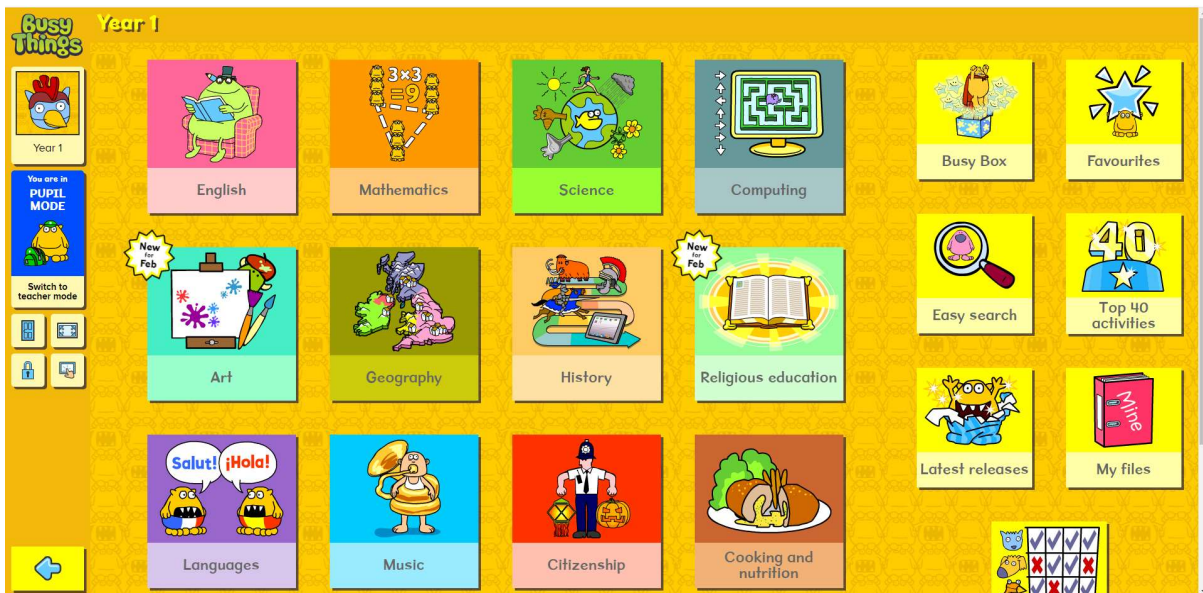 Busy
Things
Year 1
Year 1
You are in
PUPIL
MODE
Switch to
teacher mode
English
3×3
=9
Mathematics
Science
Computing
New
for
Feb
Art
Geography
History
New
for
Feb
Religious education
Salut!
¡Hola!
Languages
Music
Citizenship
Cooking and
nutrition
Busy Box
Favourites
Easy search
40
Top 40
activities
Latest releases
Mine
My files